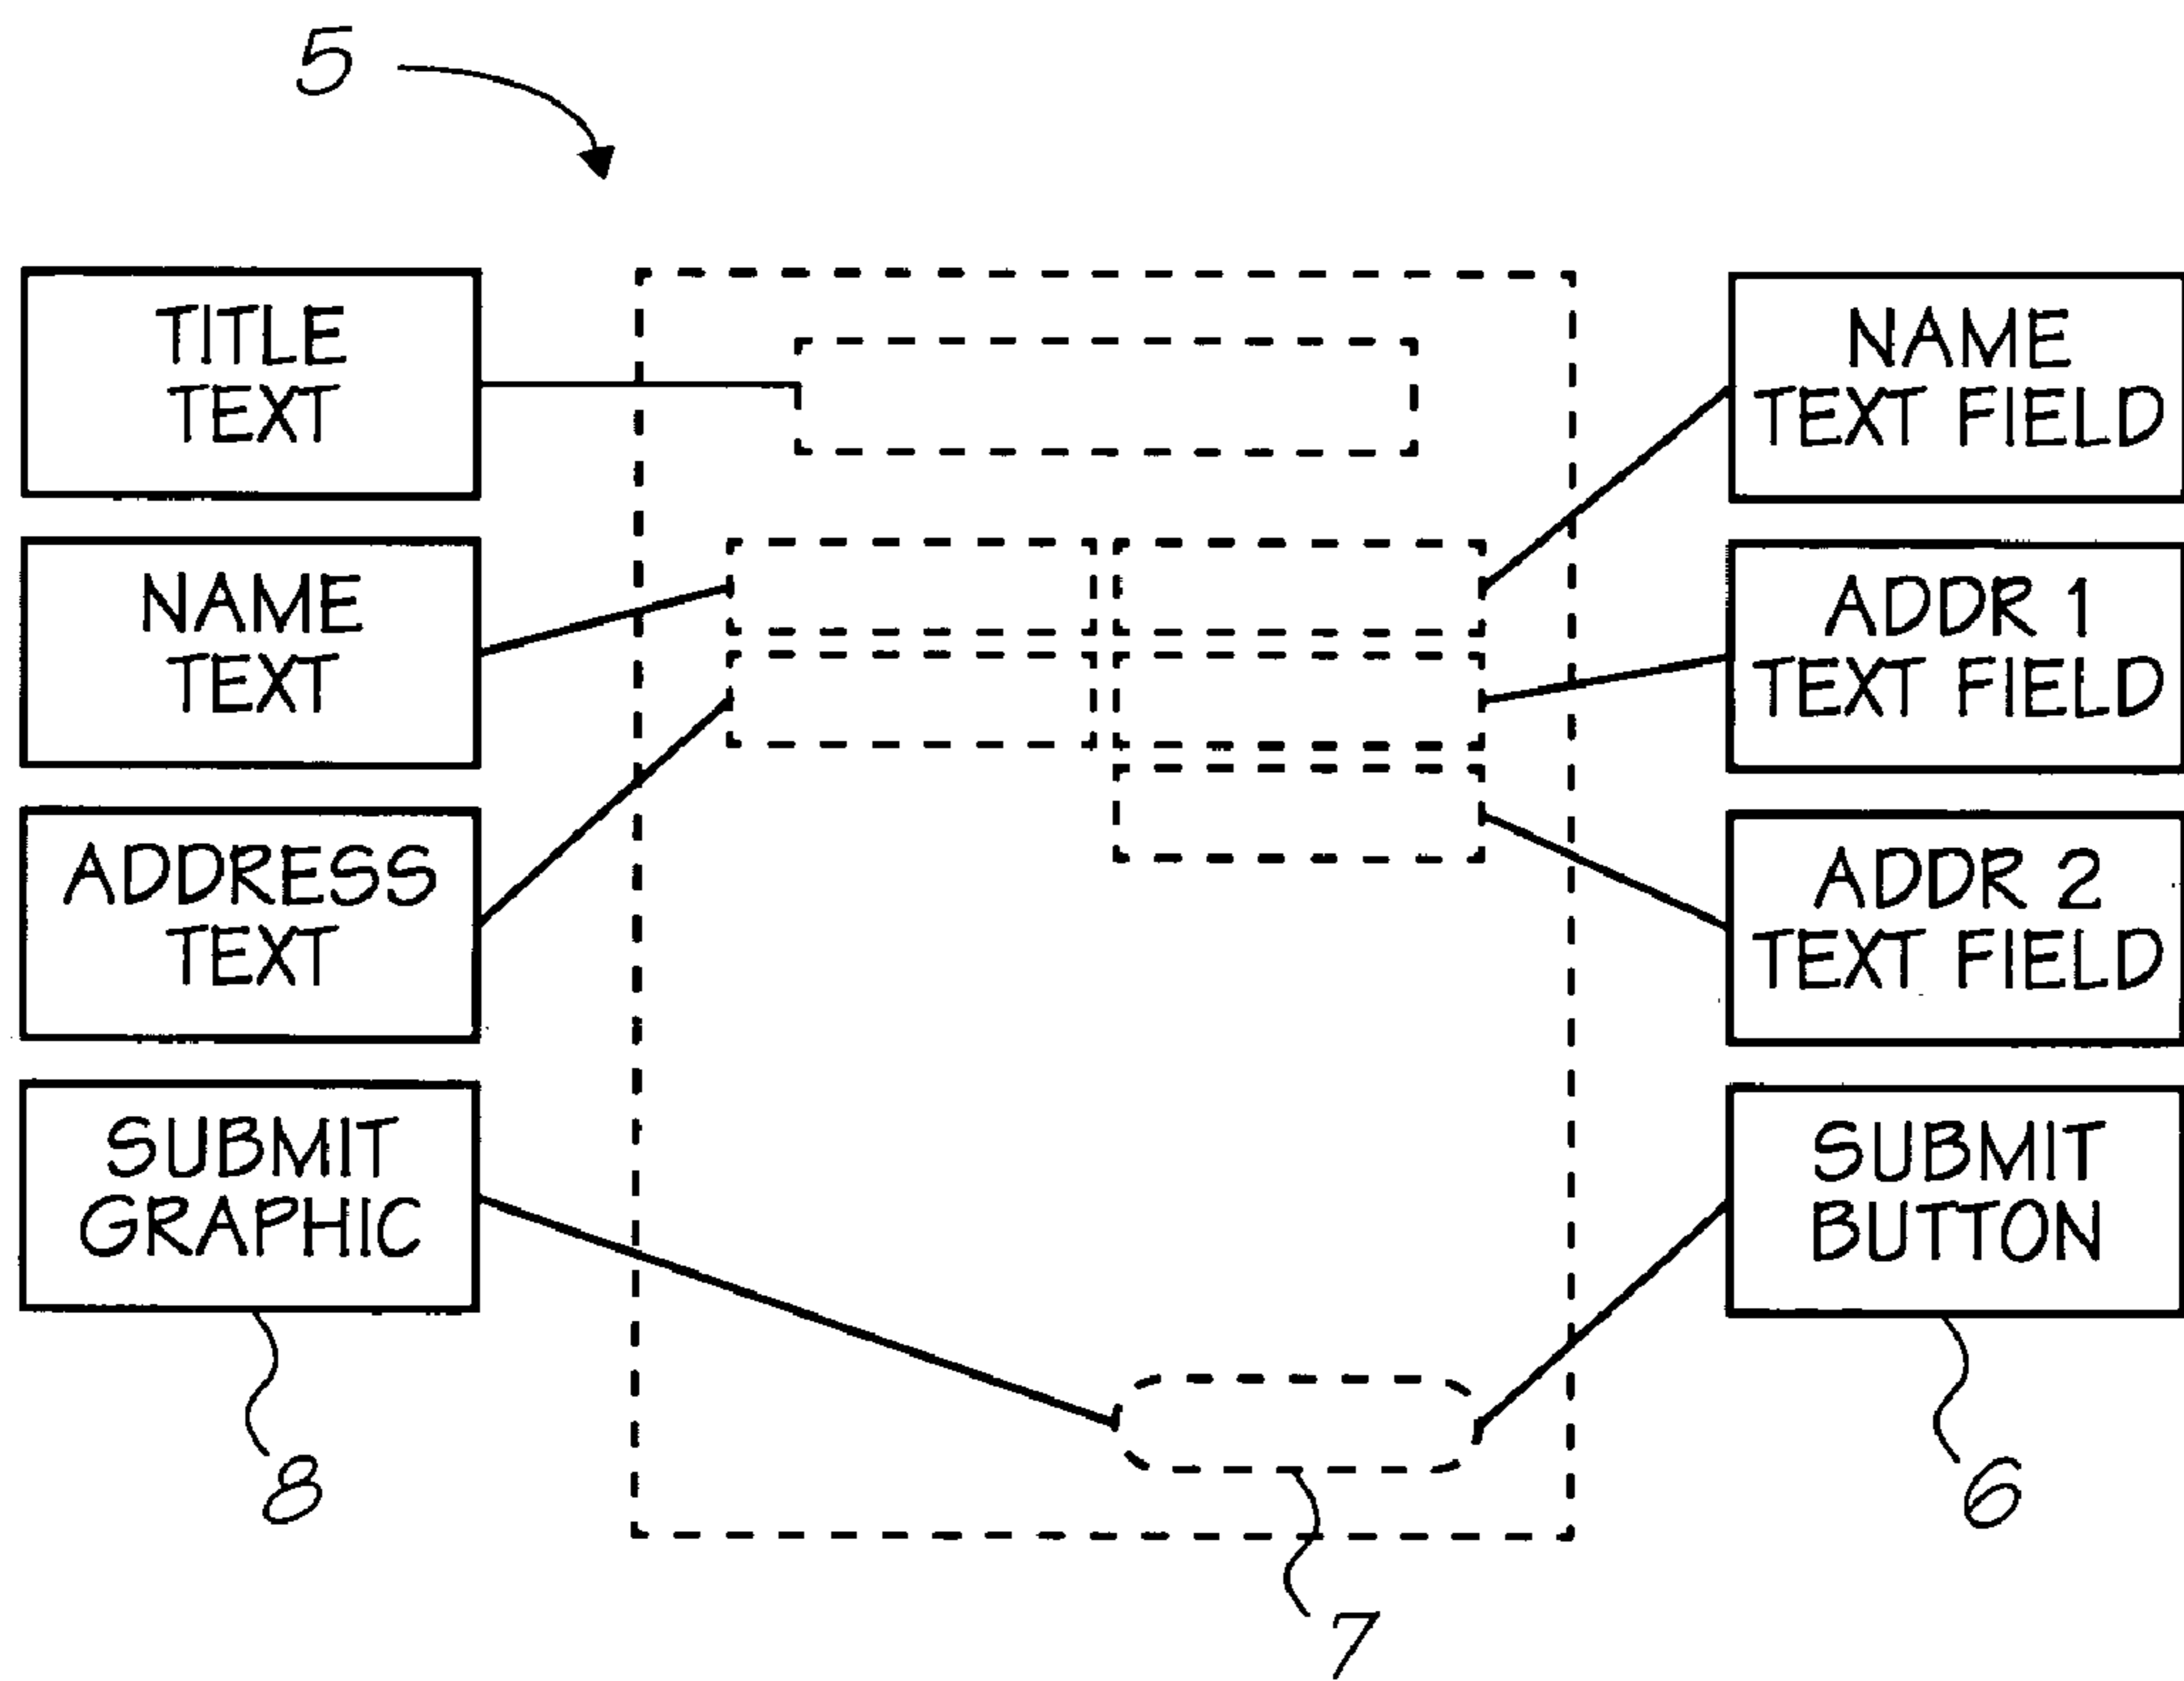 5
TITLE
TEXT
NAME
TEXT
ADDRESS
TEXT
SUBMIT
GRAPHIC
8
NAME
TEXT FIELD
ADDR 1
TEXT FIELD
ADDR 2
TEXT FIELD
SUBMIT
BUTTON
6
7